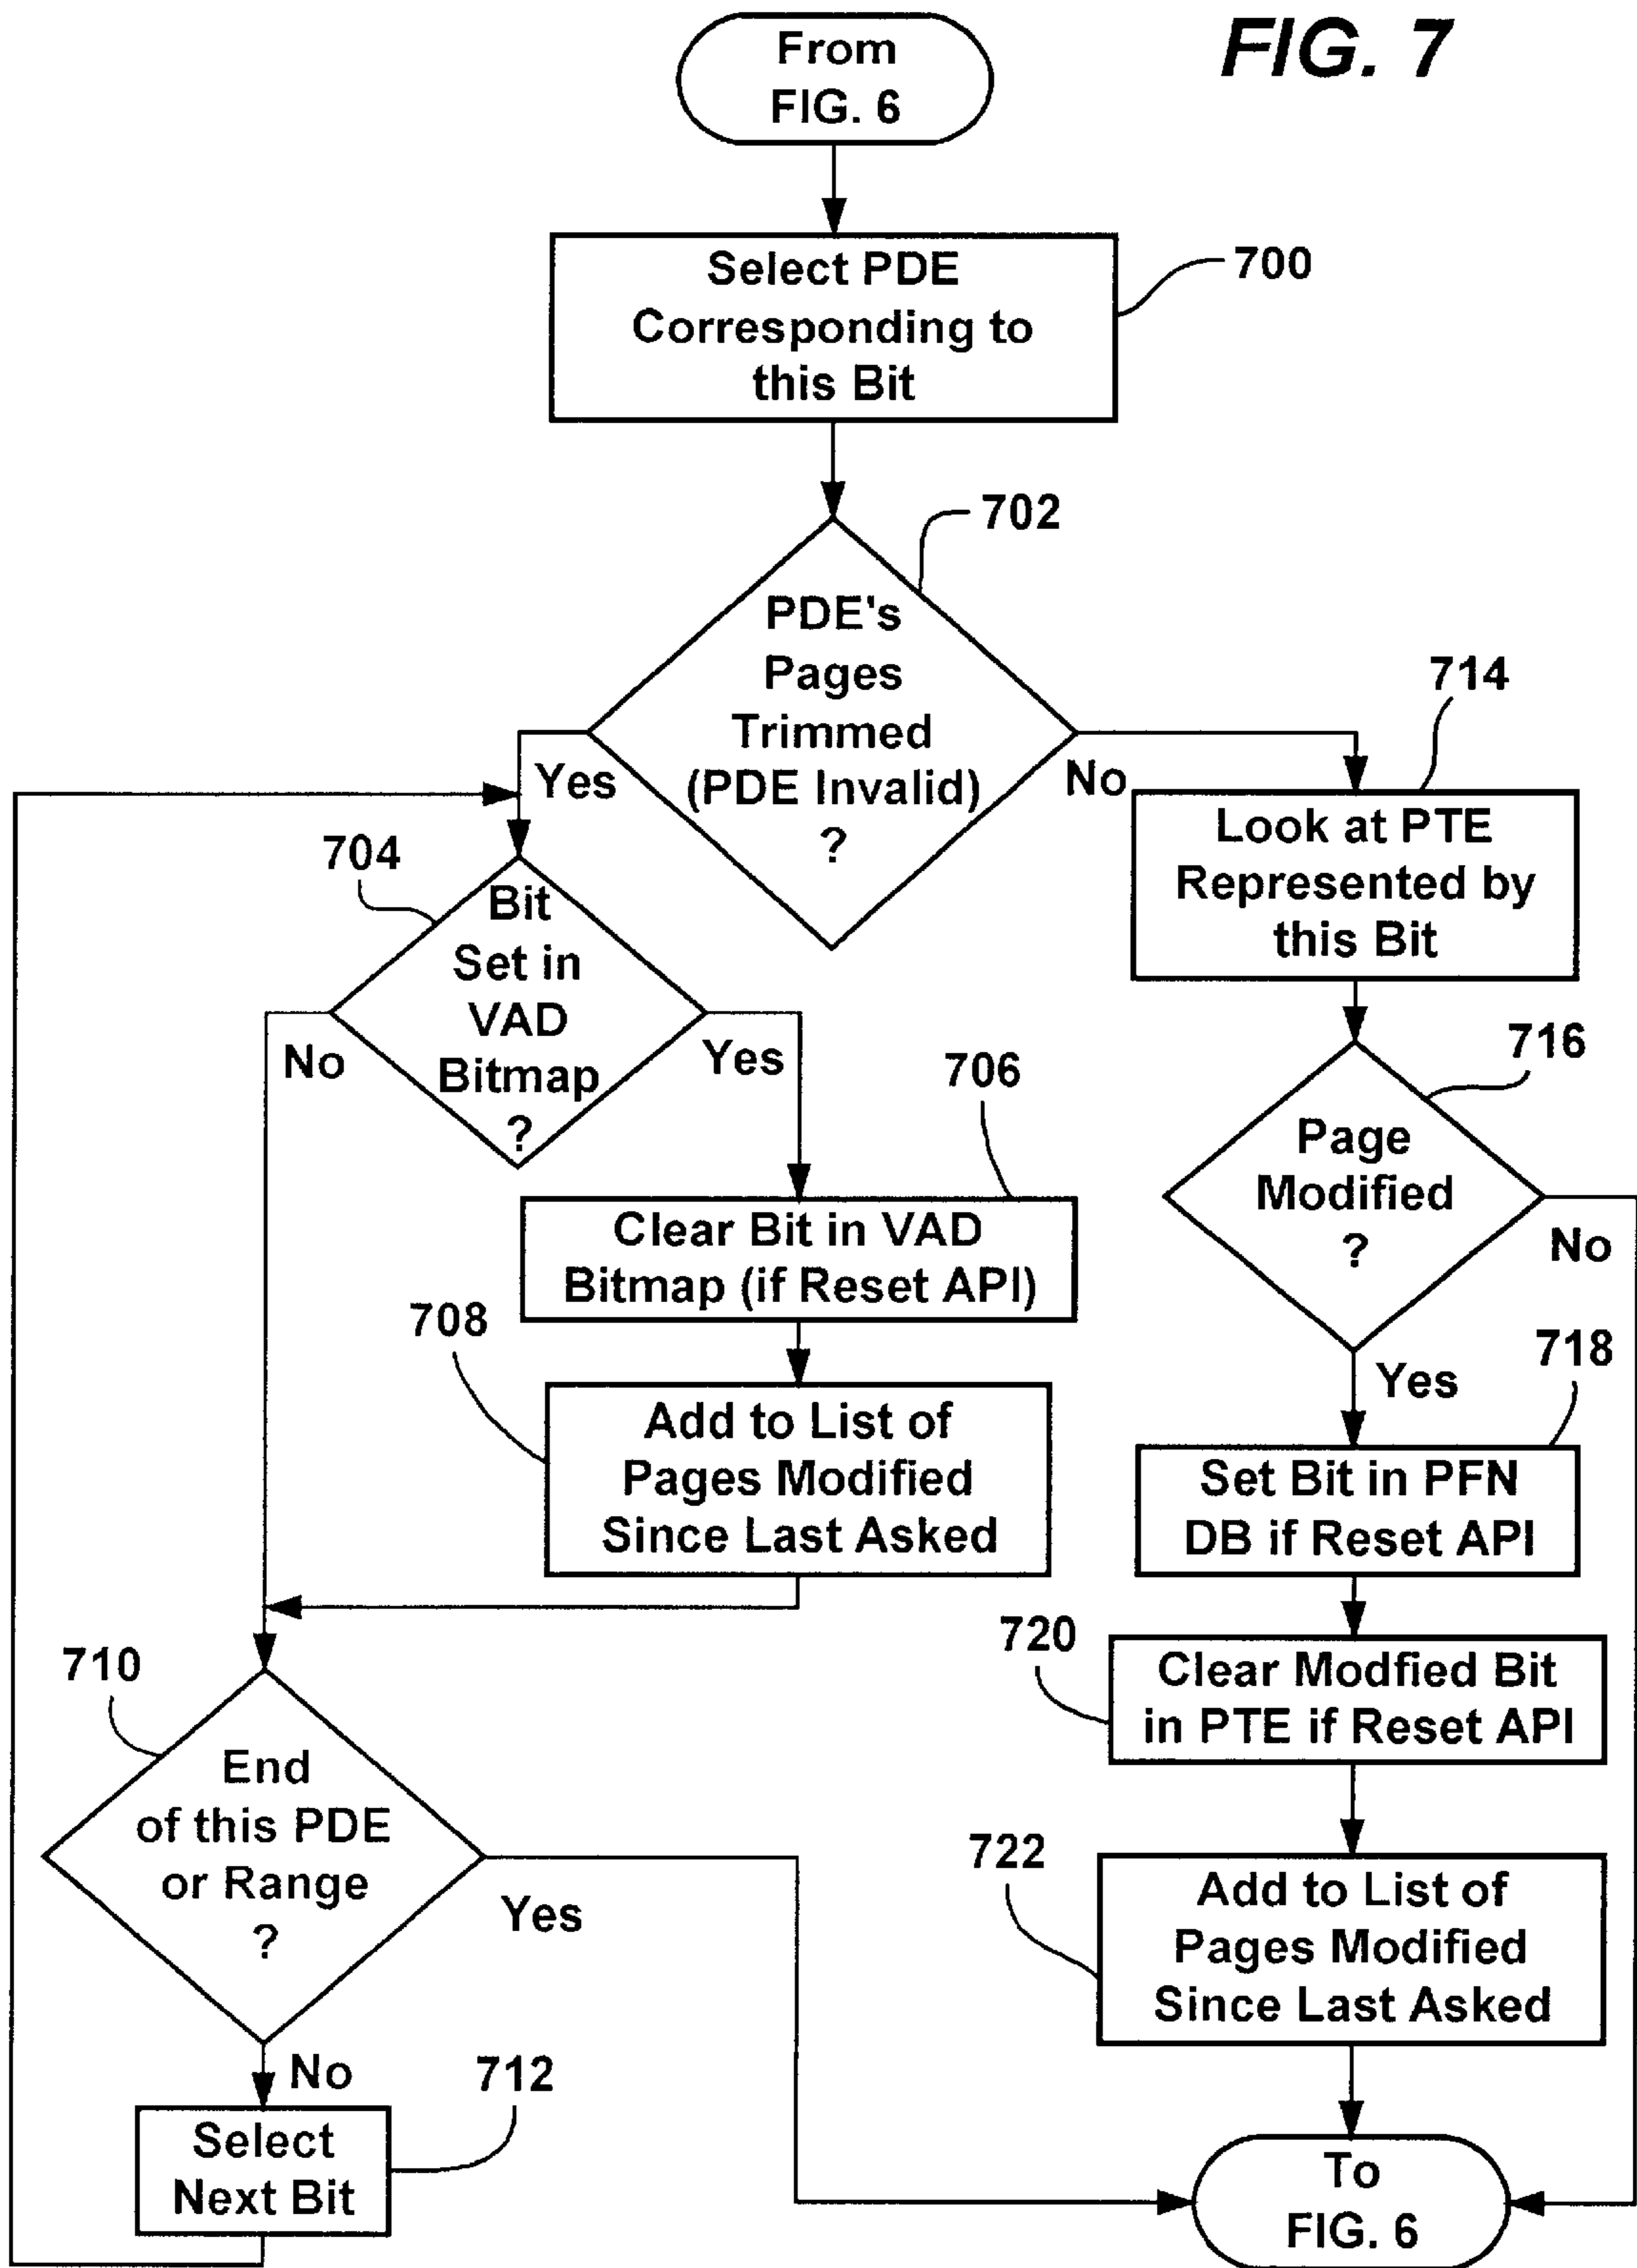 FIG. 7
From
FIG. 6
Select PDE
Corresponding to
this Bit
700
702
PDE's
Pages
Trimmed
(PDE Invalid)
?
Yes
No
704
Bit
Set in
VAD
Bitmap
?
No
Yes
706
Clear Bit in VAD
Bitmap (if Reset API)
708
Add to List of
Pages Modified
Since Last Asked
710
End
of this PDE
or Range
?
Yes
No
712
Select
Next Bit
714
Look at PTE
Represented by
this Bit
716
Page
Modified
?
No
Yes
718
Set Bit in PFN
DB if Reset API
720
Clear Modfied Bit
in PTE if Reset API
722
Add to List of
Pages Modified
Since Last Asked
To
FIG. 6